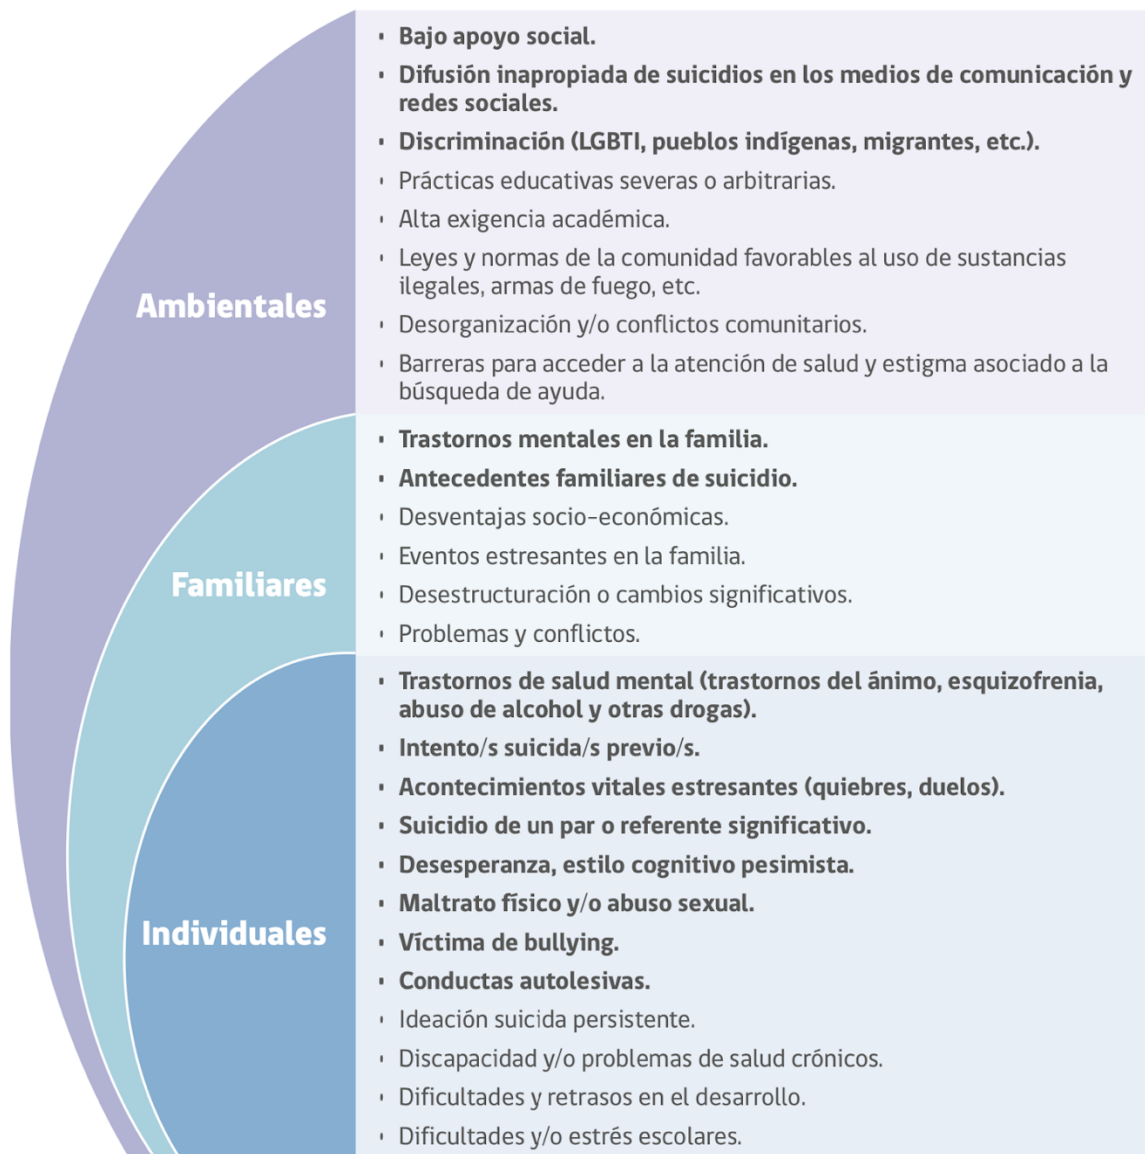 Ambientales
· Bajo apoyo social.
· Difusión inapropiada de suicidios en los medios de comunicación y
redes sociales.
· Discriminación (LGBTI, pueblos indígenas, migrantes, etc.).
· Prácticas educativas severas o arbitrarias.
· Alta exigencia académica.
· Leyes y normas de la comunidad favorables al uso de sustancias
ilegales, armas de fuego, etc.
· Desorganización y/o conflictos comunitarios.
· Barreras para acceder a la atención de salud y estigma asociado a la
búsqueda de ayuda.
Familiares
· Trastornos mentales en la familia.
· Antecedentes familiares de suicidio.
· Desventajas socio-económicas.
· Eventos estresantes en la familia.
· Desestructuración o cambios significativos.
· Problemas y conflictos.
Individuales
· Trastornos de salud mental (trastornos del ánimo, esquizofrenia,
abuso de alcohol y otras drogas).
· Intento/s suicida/s previo/s.
· Acontecimientos vitales estresantes (quiebres, duelos).
· Suicidio de un par o referente significativo.
· Desesperanza, estilo cognitivo pesimista.
· Maltrato físico y/o abuso sexual.
· Víctima de bullying.
· Conductas autolesivas.
· Ideación suicida persistente.
· Discapacidad y/o problemas de salud crónicos.
· Dificultades y retrasos en el desarrollo.
· Dificultades y/o estrés escolares.